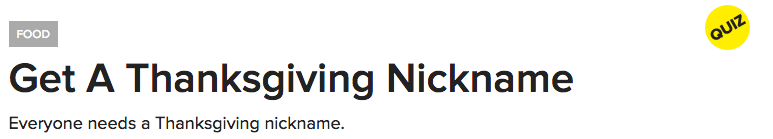 FOOD
QUIZ
Get A Thanksgiving Nickname
Everyone needs a Thanksgiving nickname.